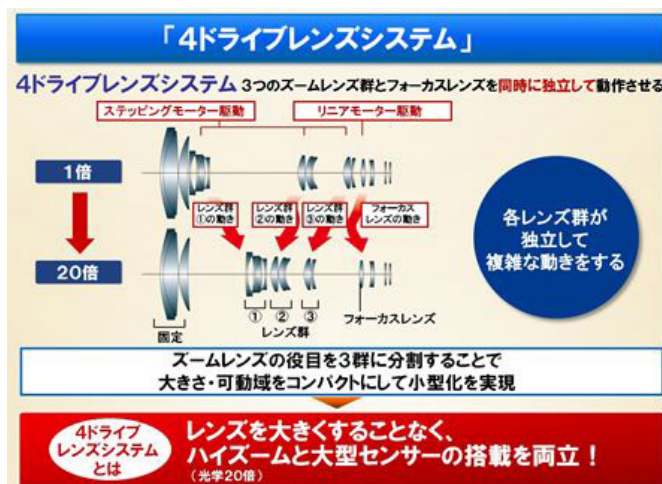 「4ドライブレンズシステム」
4ドライブレンズシステム 3つのズームレンズ群とフォーカスレンズを同時に独立して動作させる
ステッピングモーター駆動
リニアモーター駆動
1倍
レンズ群
①の動き
レンズ群
②の動き
レンズ群
③の動き
フォーカス
レンズの動き
各レンズ群が
独立して
複雑な動きをする
20倍
① ② ③
固定
レンズ群
フォーカスレンズ
ズームレンズの役目を3群に分割することで
大きさ・可動域をコンパクトにして小型化を実現
4ドライブ
レンズシステム
とは
レンズを大きくすることなく、
ハイズームと大型センサーの搭載を両立！
(光学20倍)